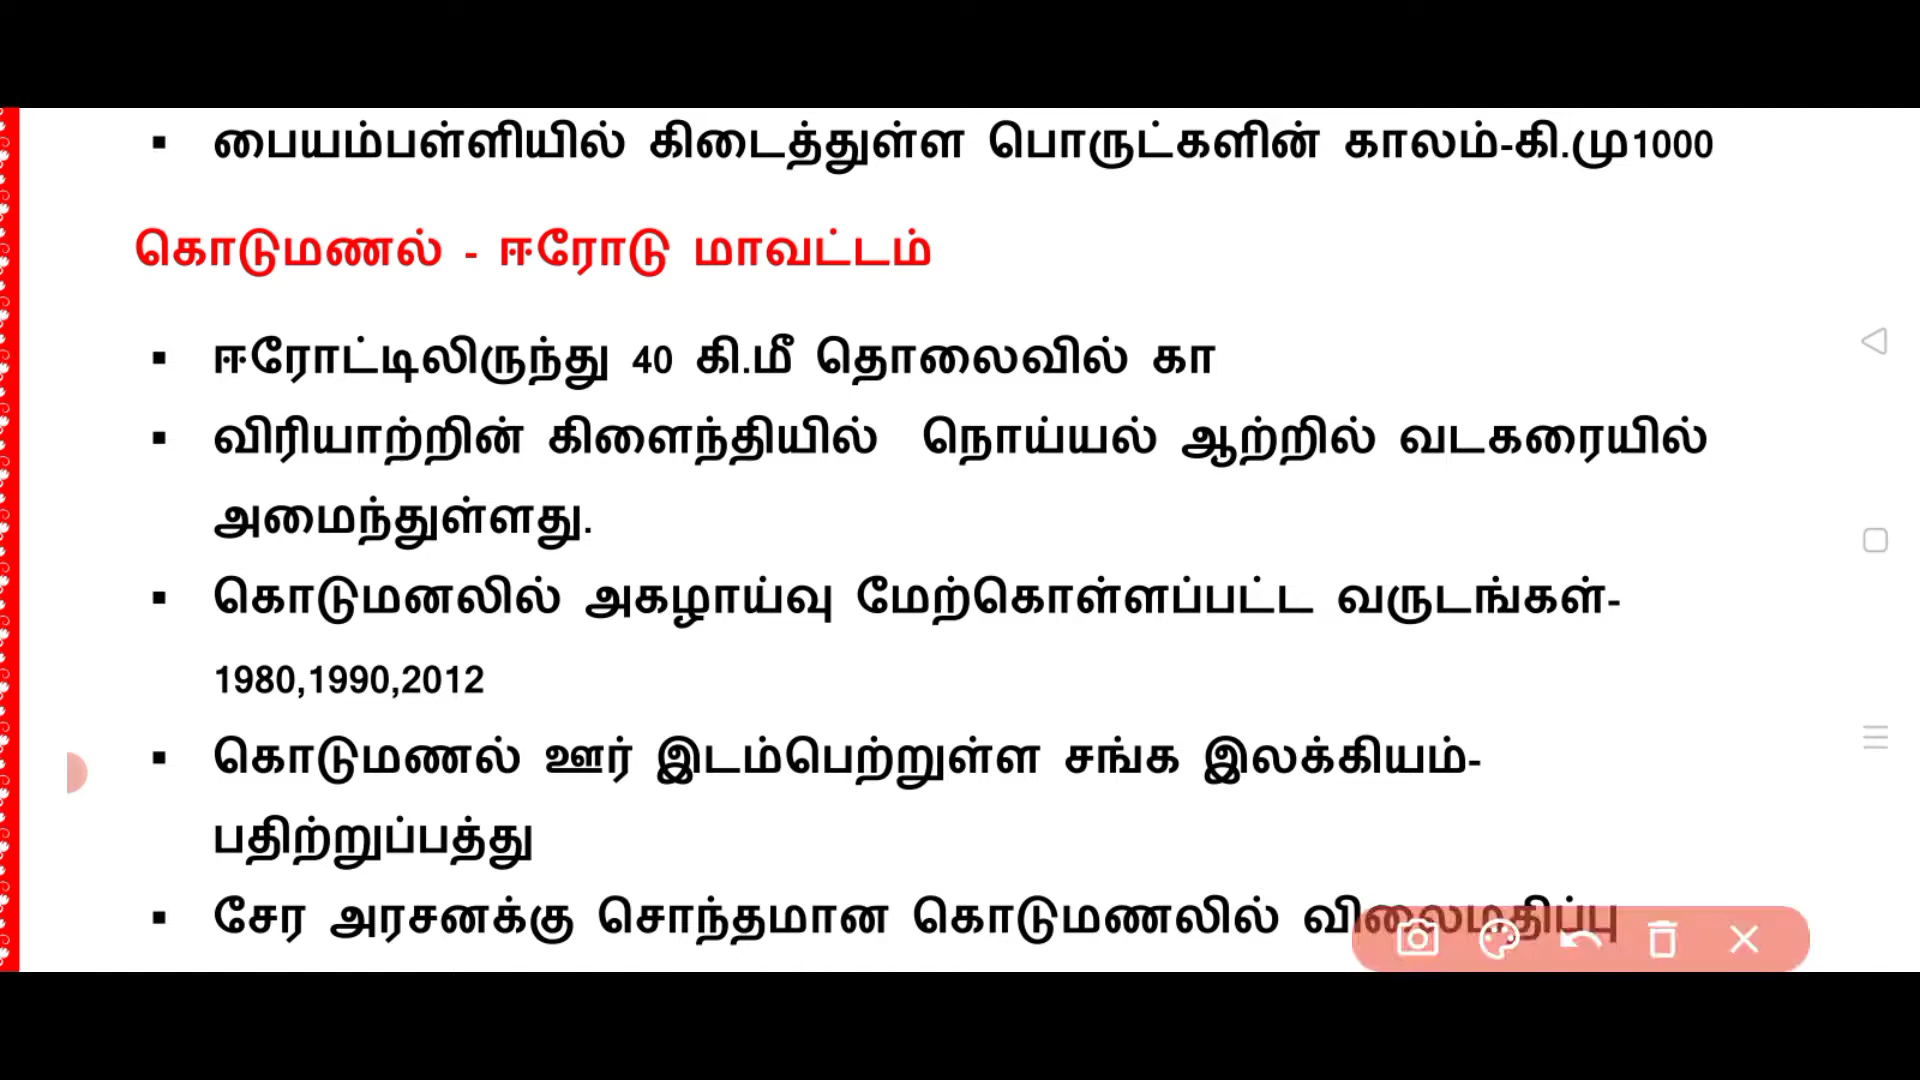 ▪ பையம்பள்ளியில் கிடைத்துள்ள பொருட்களின் காலம்-கி.மு1000
கொடுமணல் - ஈரோடு மாவட்டம்
▪ ஈரோட்டிலிருந்து 40 கி.மீ தொலைவில் கா
▪ விரியாற்றின் கிளைந்தியில் நொய்யல் ஆற்றில் வடகரையில்
அமைந்துள்ளது.
▪ கொடுமனலில் அகழாய்வு மேற்கொள்ளப்பட்ட வருடங்கள்-
1980,1990,2012
▪ கொடுமணல் ஊர் இடம்பெற்றுள்ள சங்க இலக்கியம்-
பதிற்றுப்பத்து
▪ சேர அரசனக்கு சொந்தமான கொடுமணலில் விலைமதிப்பு